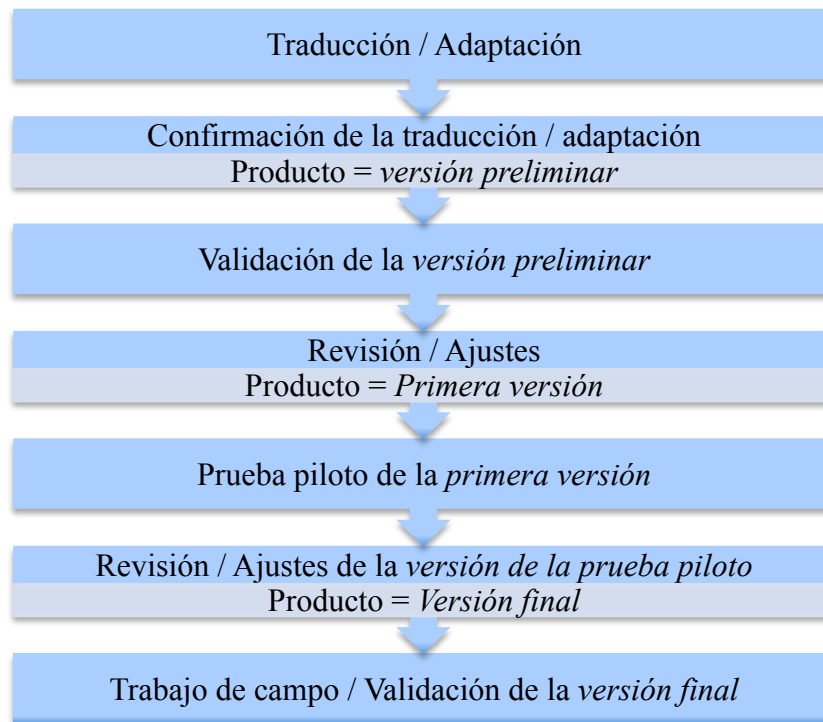 Traducción / Adaptación
Confirmación de la traducción / adaptación
Producto = versión preliminar
Validación de la versión preliminar
Revisión / Ajustes
Producto = Primera versión
Prueba piloto de la primera versión
Revisión / Ajustes de la versión de la prueba piloto
Producto = Versión final
Trabajo de campo / Validación de la versión final